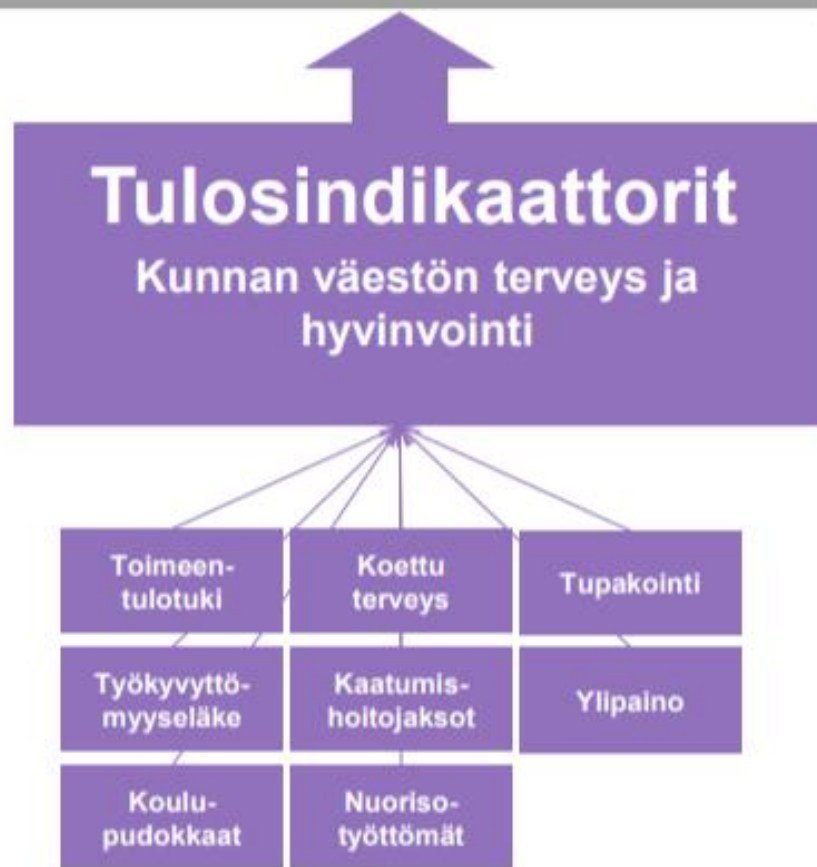 Tulosindikaattorit
Kunnan väestön terveys ja
hyvinvointi
Toimeen-
tulotuki
Koettu
terveys
Tupakointi
Työkyvyttö-
myyseläke
Kaatumis-
hoitojaksot
Ylipaino
Koulu-
pudokkaat
Nuoriso-
työttömät